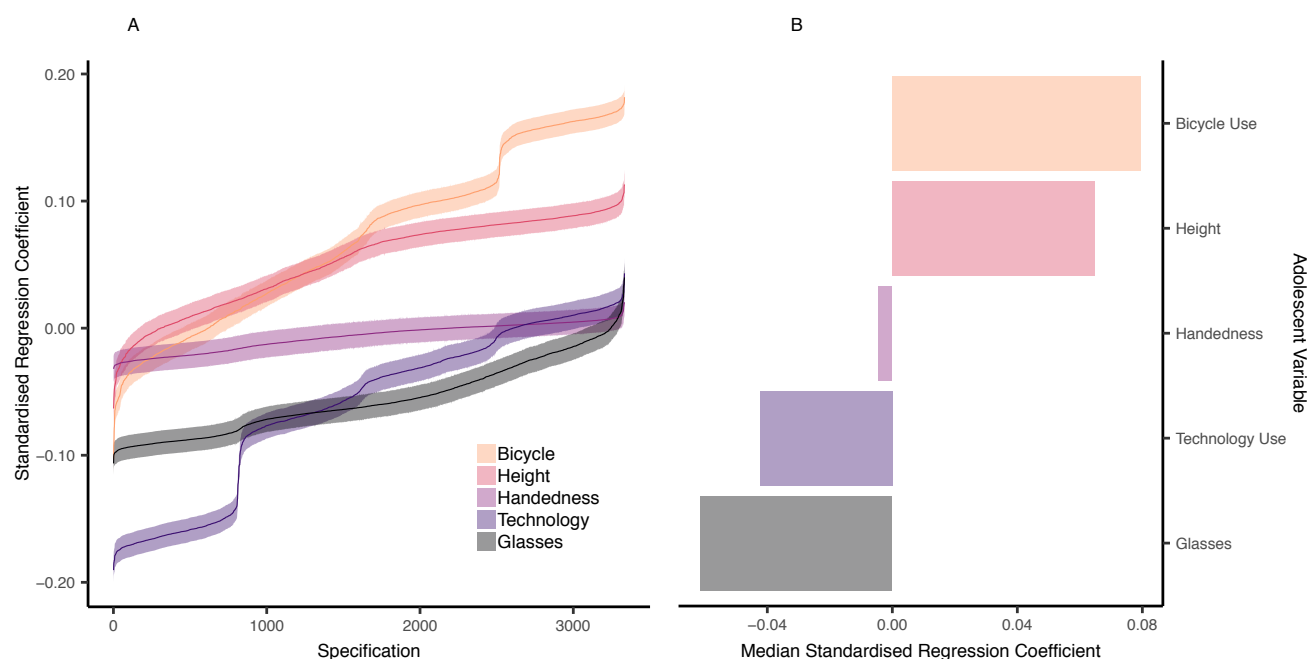 A
Standardised Regression Coefficient
0.20
0.10
0.00
−0.10
−0.20
0
1000
2000
3000
Specification
Bicycle
Height
Handedness
Technology
Glasses
B
Bicycle Use
Height
Handedness
Technology Use
Glasses
Adolescent Variable
−0.04
0.00
0.04
0.08
Median Standardised Regression Coefficient